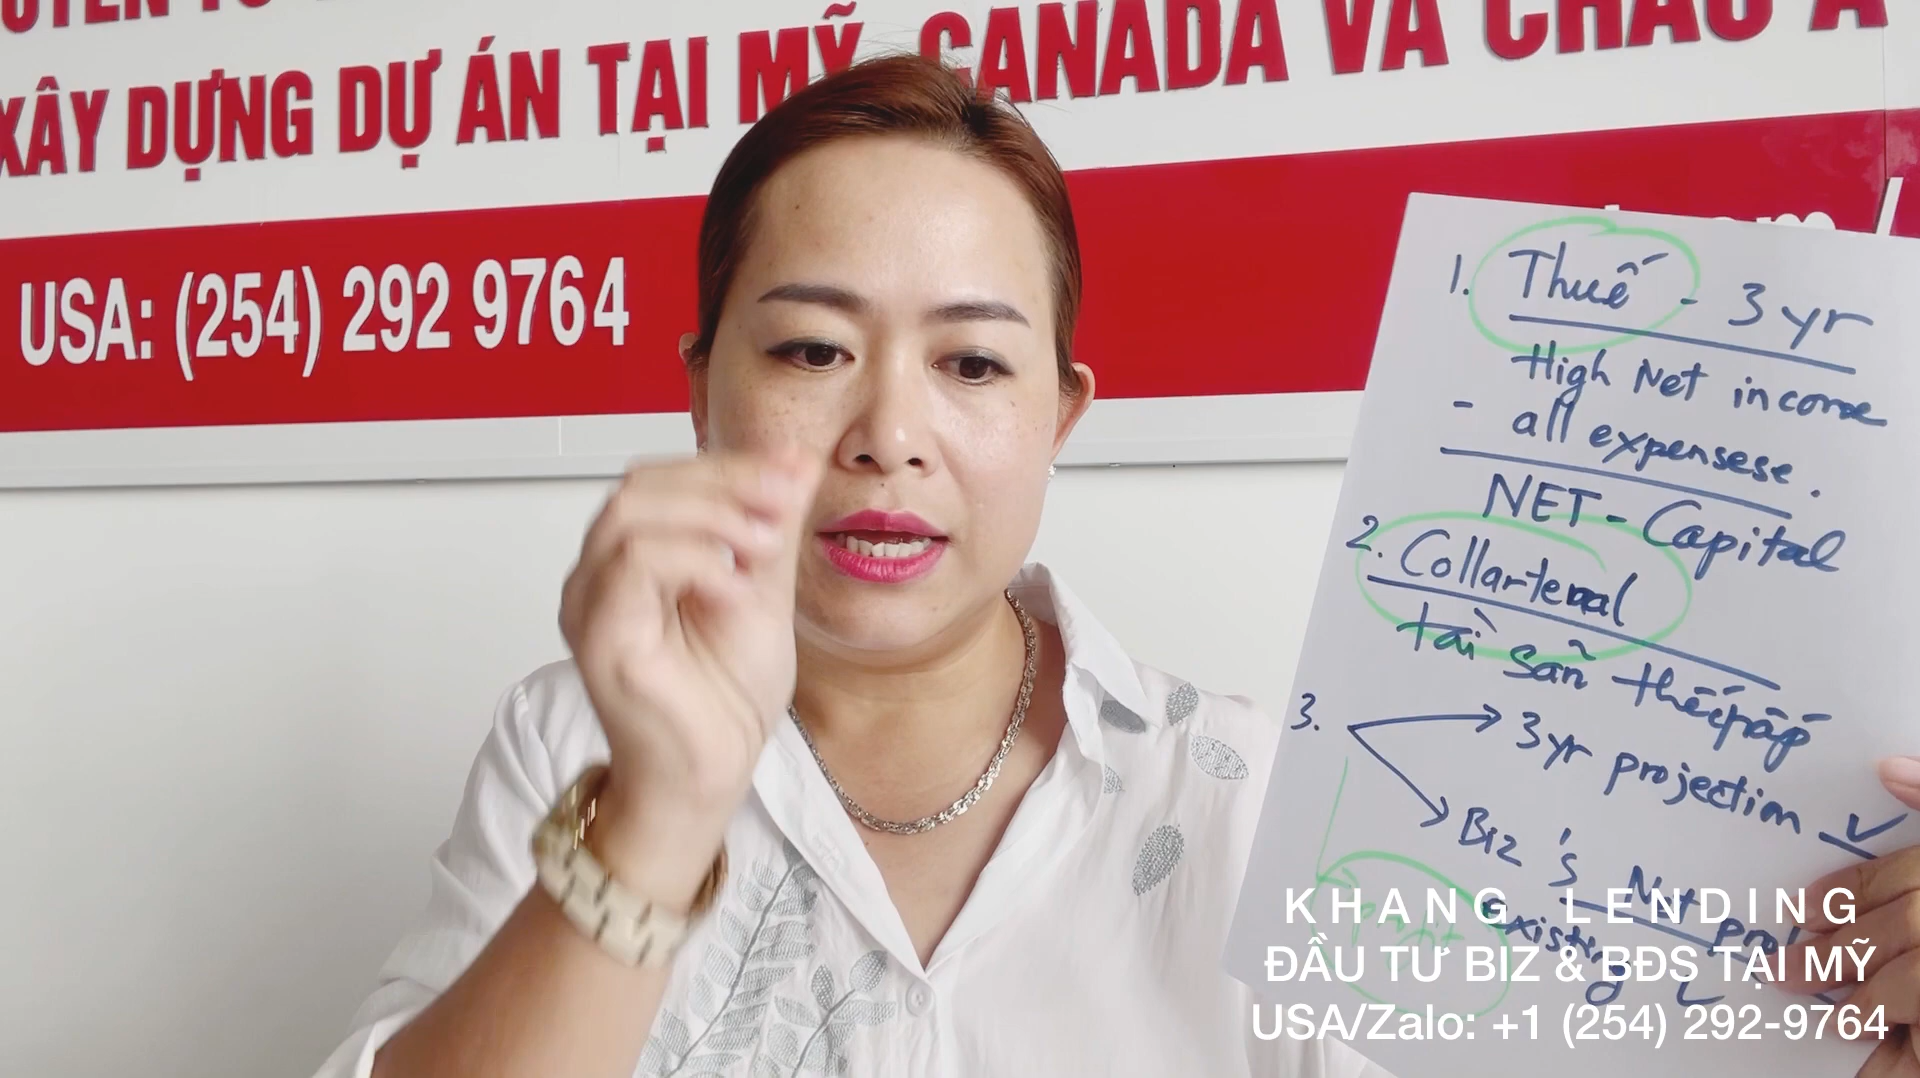 XÂY DỰNG DỰ ÁN TẠI MỸ, CANADA VÀ CHÂU Á
USA: (254) 292 9764
1. Thuế - 3 yr
High Net income
- all expensese.
NET - Capital
2. Collarteral
tài sản thế chấp
3. 3 yr projection
Biz 's Net
Existing
KHANG LENDING
ĐẦU TƯ BIZ & BĐS TẠI MỸ
USA/Zalo: +1 (254) 292-9764